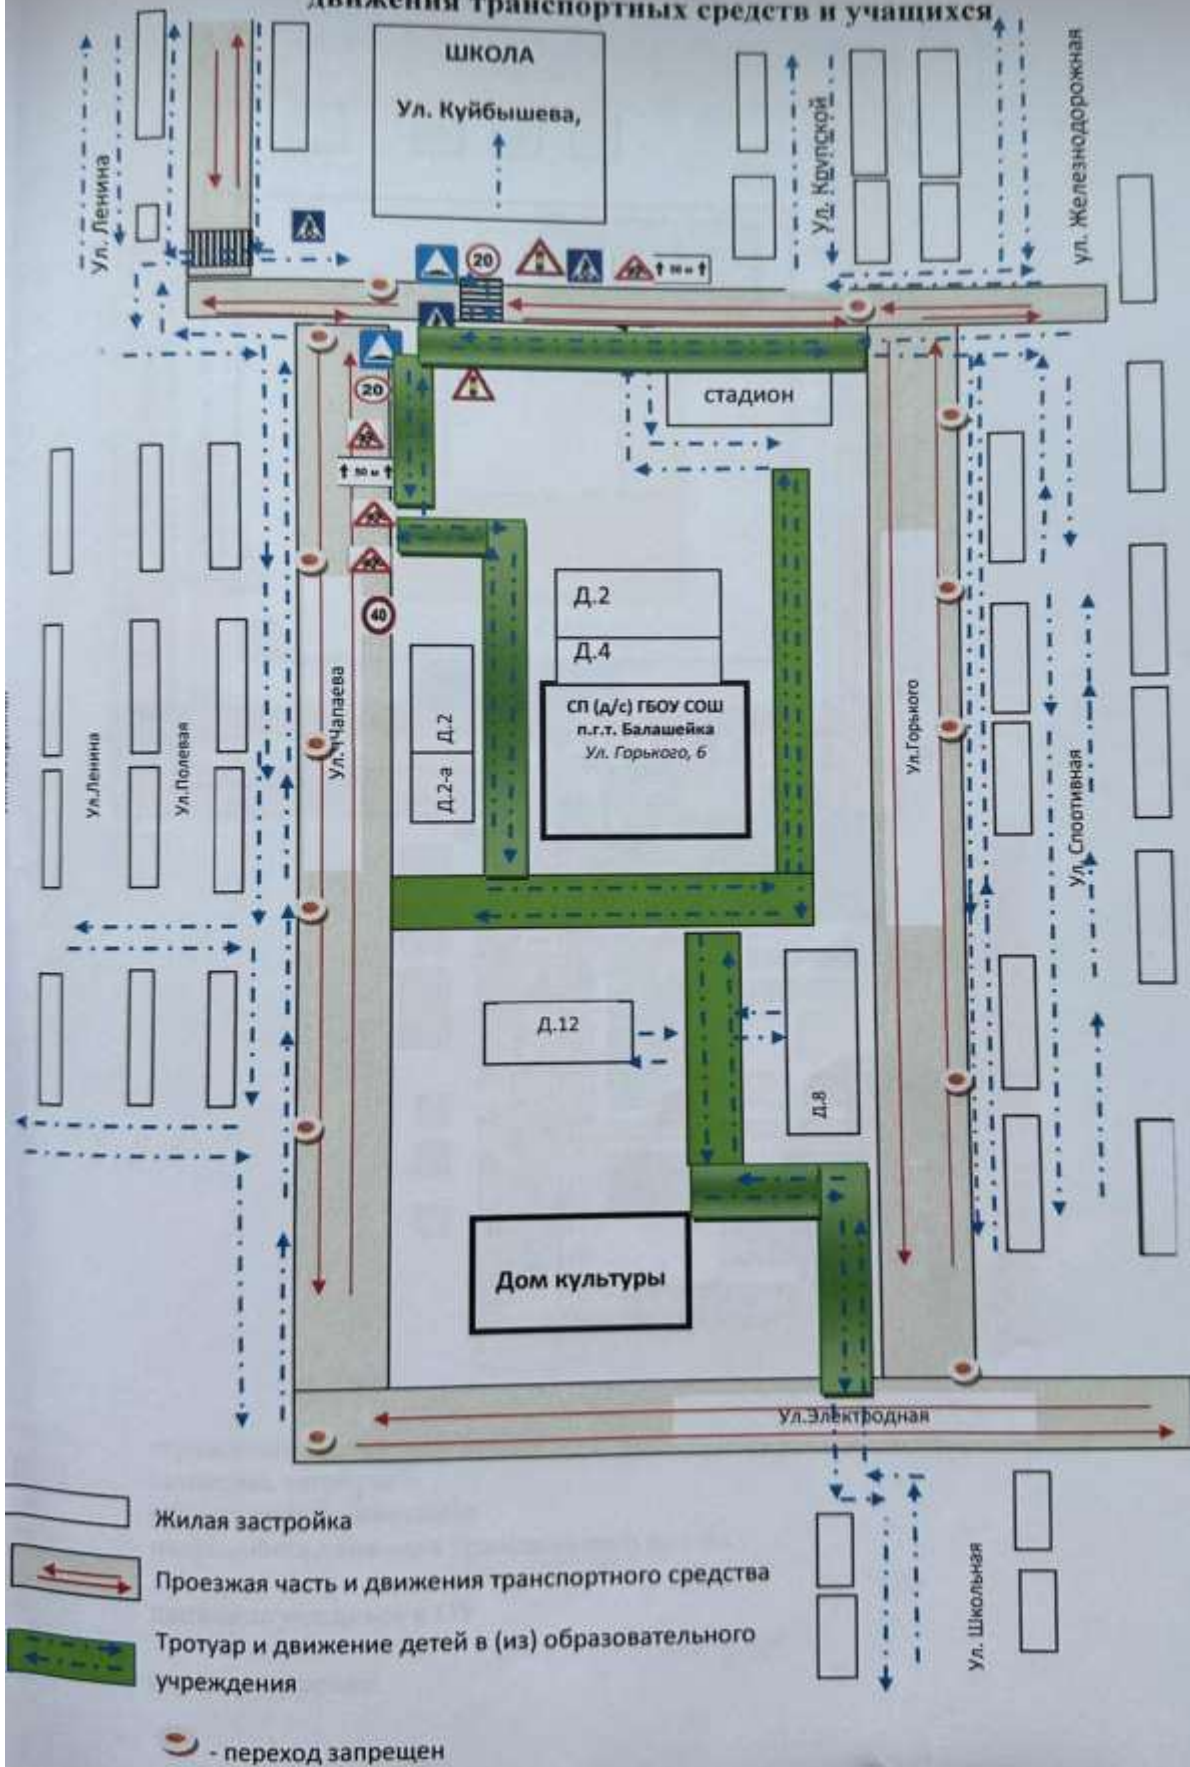 движения транспортных средств и учащихся
ШКОЛА
Ул. Куйбышева,
Ул. Ленина
Ул. Крупской
ул. Железнодорожная
20
↑ 50 м ↑
стадион
20
↑ 50 м ↑
40
Д.2
Д.4
СП (д/с) ГБОУ СОШ
п.г.т. Балашейка
Ул. Горького, 6
Д.2
Д.2-а
Ул.Ленина
Ул.Полевая
Ул.Чапаева
Ул.Горького
Ул. Спортивная
Д.12
Д.8
Дом культуры
Ул.Электродная
Ул. Школьная
Жилая застройка
Проезжая часть и движения транспортного средства
Тротуар и движение детей в (из) образовательного
учреждения
- переход запрещен